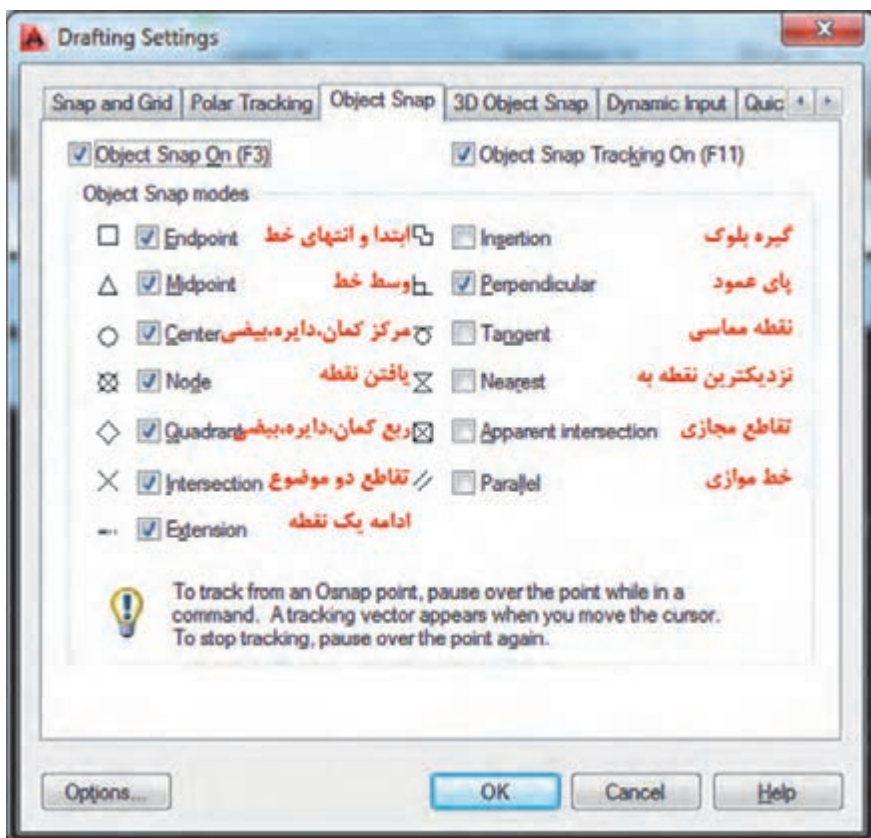 Drafting Settings
Snap and Grid Polar Tracking Object Snap 3D Object Snap Dynamic Input Quic
Object Snap On (F3) Object Snap Tracking On (F11)
Object Snap modes
Endpoint ابتدا و انتهای خط Insertion گیره بلوک
Midpoint وسط خط Perpendicular پای عمود
Center مرکز کمان،دایره،بیضی Tangent نقطه مماسی
Node یافتن نقطه Nearest نزدیکترین نقطه به
Quadrant ربع کمان،دایره،بیضی Apparent intersection تقاطع مجازی
Intersection تقاطع دو موضوع Parallel خط موازی
Extension ادامه یک نقطه
To track from an Osnap point, pause over the point while in a
command. A tracking vector appears when you move the cursor.
To stop tracking, pause over the point again.
Options... OK Cancel Help